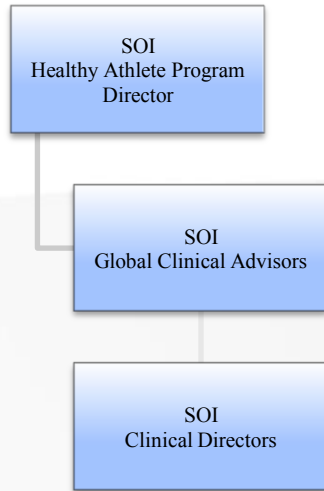 SOI
Healthy Athlete Program
Director
SOI
Global Clinical Advisors
SOI
Clinical Directors